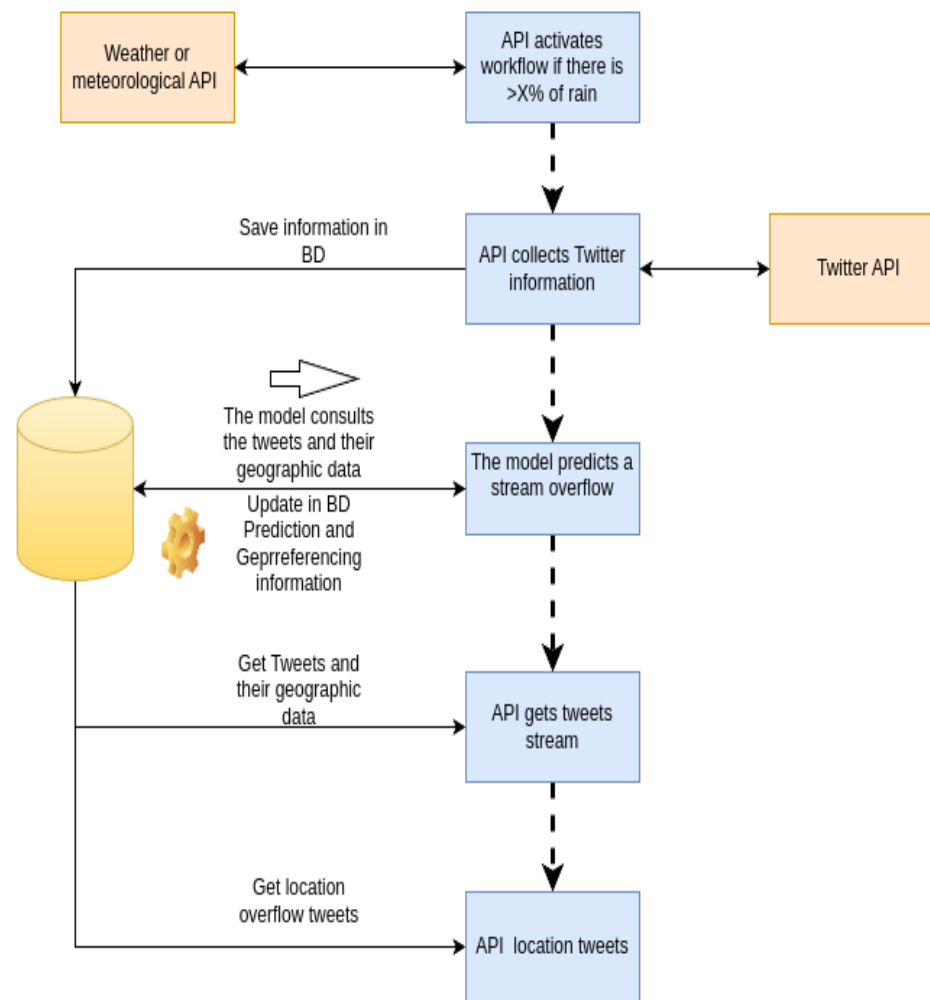 Weather or
meteorological API
API activates
workflow if there is
>X% of rain
Save information in
BD
API collects Twitter
information
Twitter API
The model consults
the tweets and their
geographic data
Update in BD
Prediction and
Geprreferencing
information
The model predicts a
stream overflow
Get Tweets and
their geographic
data
API gets tweets
stream
Get location
overflow tweets
API  location tweets